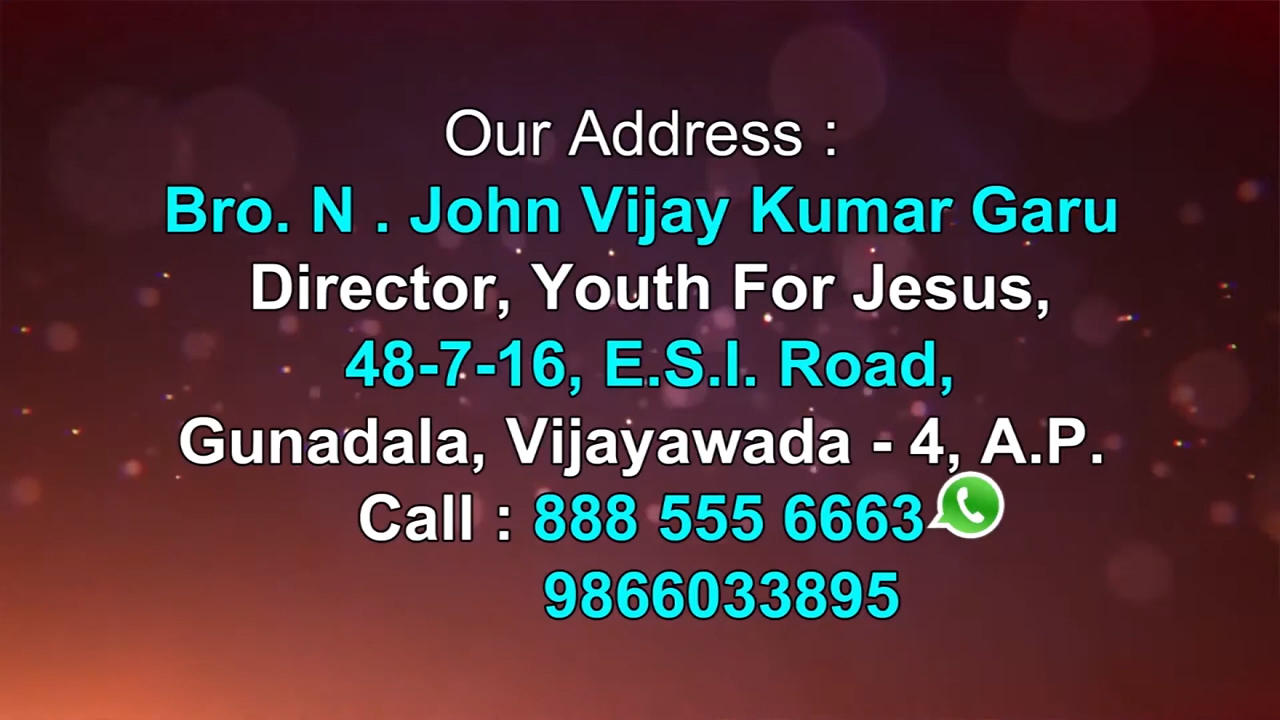 Our Address :
Bro. N . John Vijay Kumar Garu
Director, Youth For Jesus,
48-7-16, E.S.I. Road,
Gunadala, Vijayawada - 4, A.P.
Call : 888 555 6663
9866033895